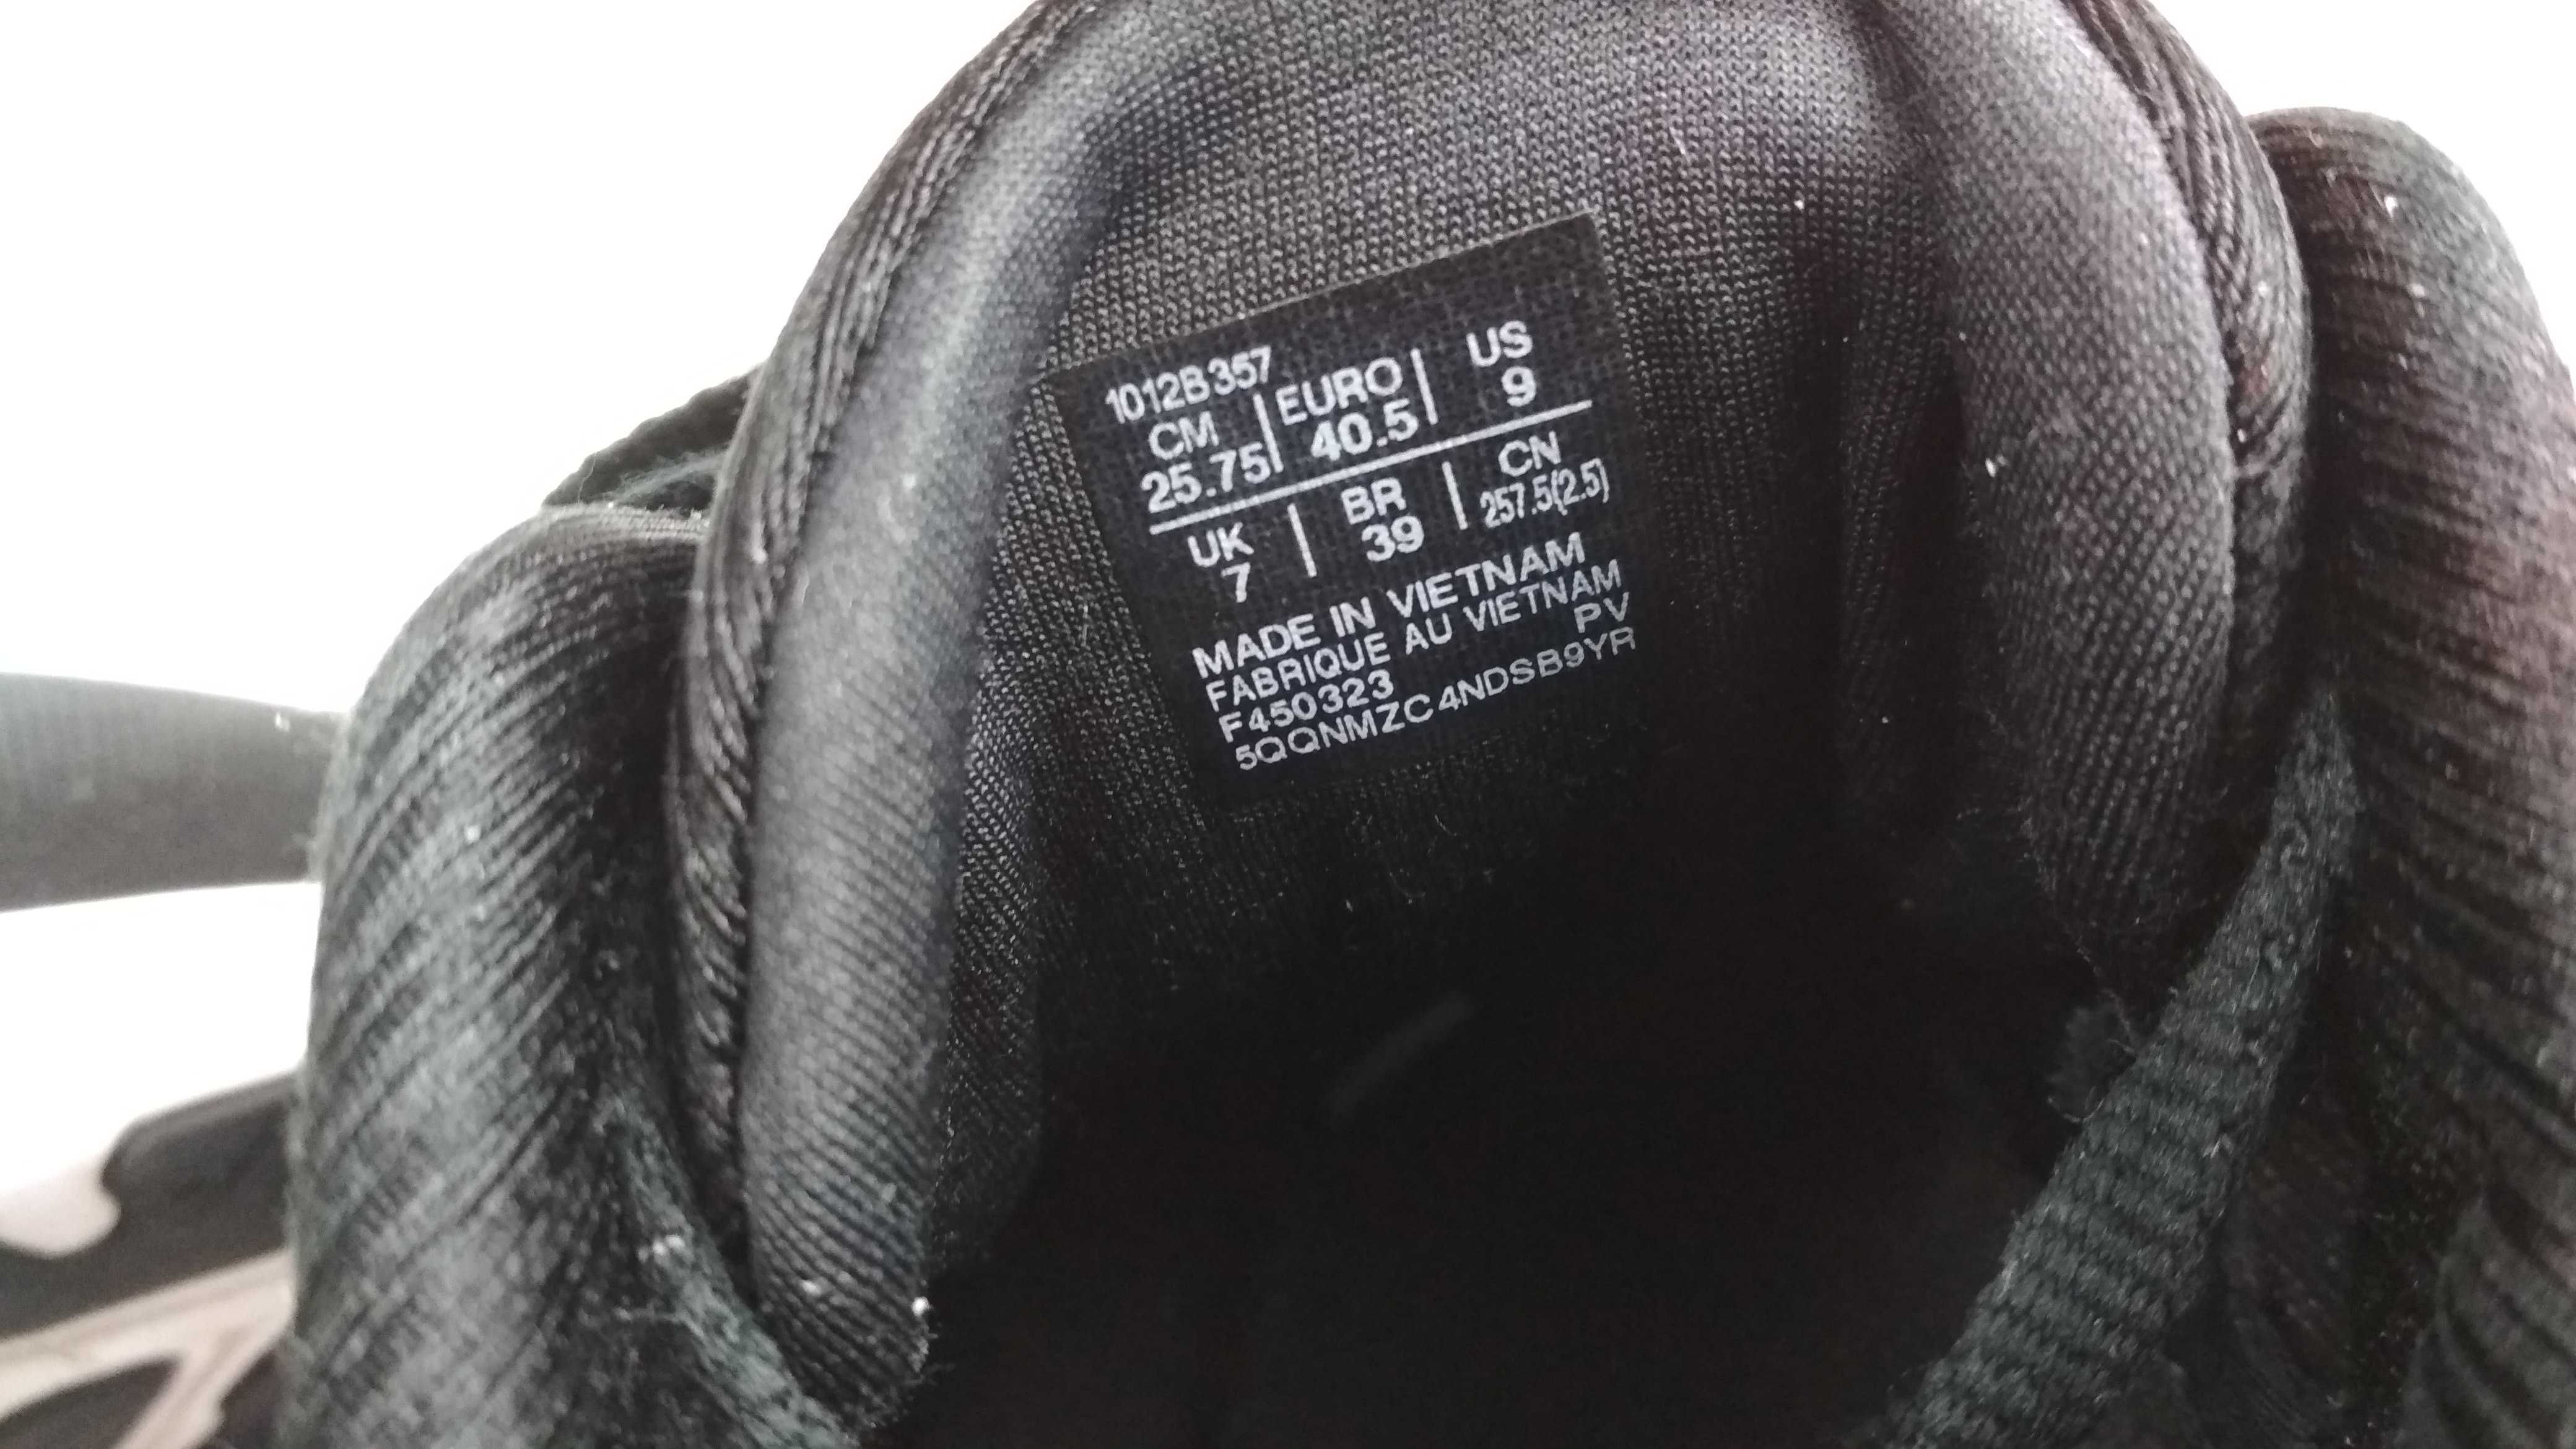 1012B357
CM | EURO | US
25.75 | 40.5 | 9
UK | BR | CN
7 | 39 | 257.5(2.5)
MADE IN VIETNAM
FABRIQUE AU VIETNAM
PV
F450323
5QQNMZC4NDSB9YR